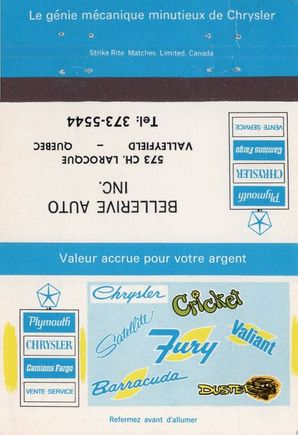 Le génie mécanique minutieux de Chrysler
Strike Rite Matches Limited, Canada
BELLERIVE AUTO
INC.
573 CH. LAROCQUE
VALLEYFIELD - QUEBEC
Tel: 373-5544
Plymouth
CHRYSLER
Camions Fargo
VENTE-SERVICE
Valeur accrue pour votre argent
Plymouth
CHRYSLER
Camions Fargo
VENTE-SERVICE
Chrysler
Cricket
Satellite
Fury
Valiant
Barracuda
DUSTER
Refermez avant d'allumer